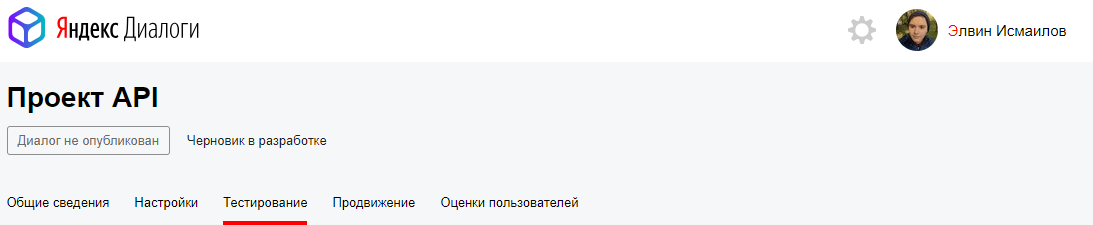 Яндекс Диалоги
Элвин Исмаилов
Проект API
Диалог не опубликован Черновик в разработке
Общие сведения Настройки Тестирование Продвижение Оценки пользователей